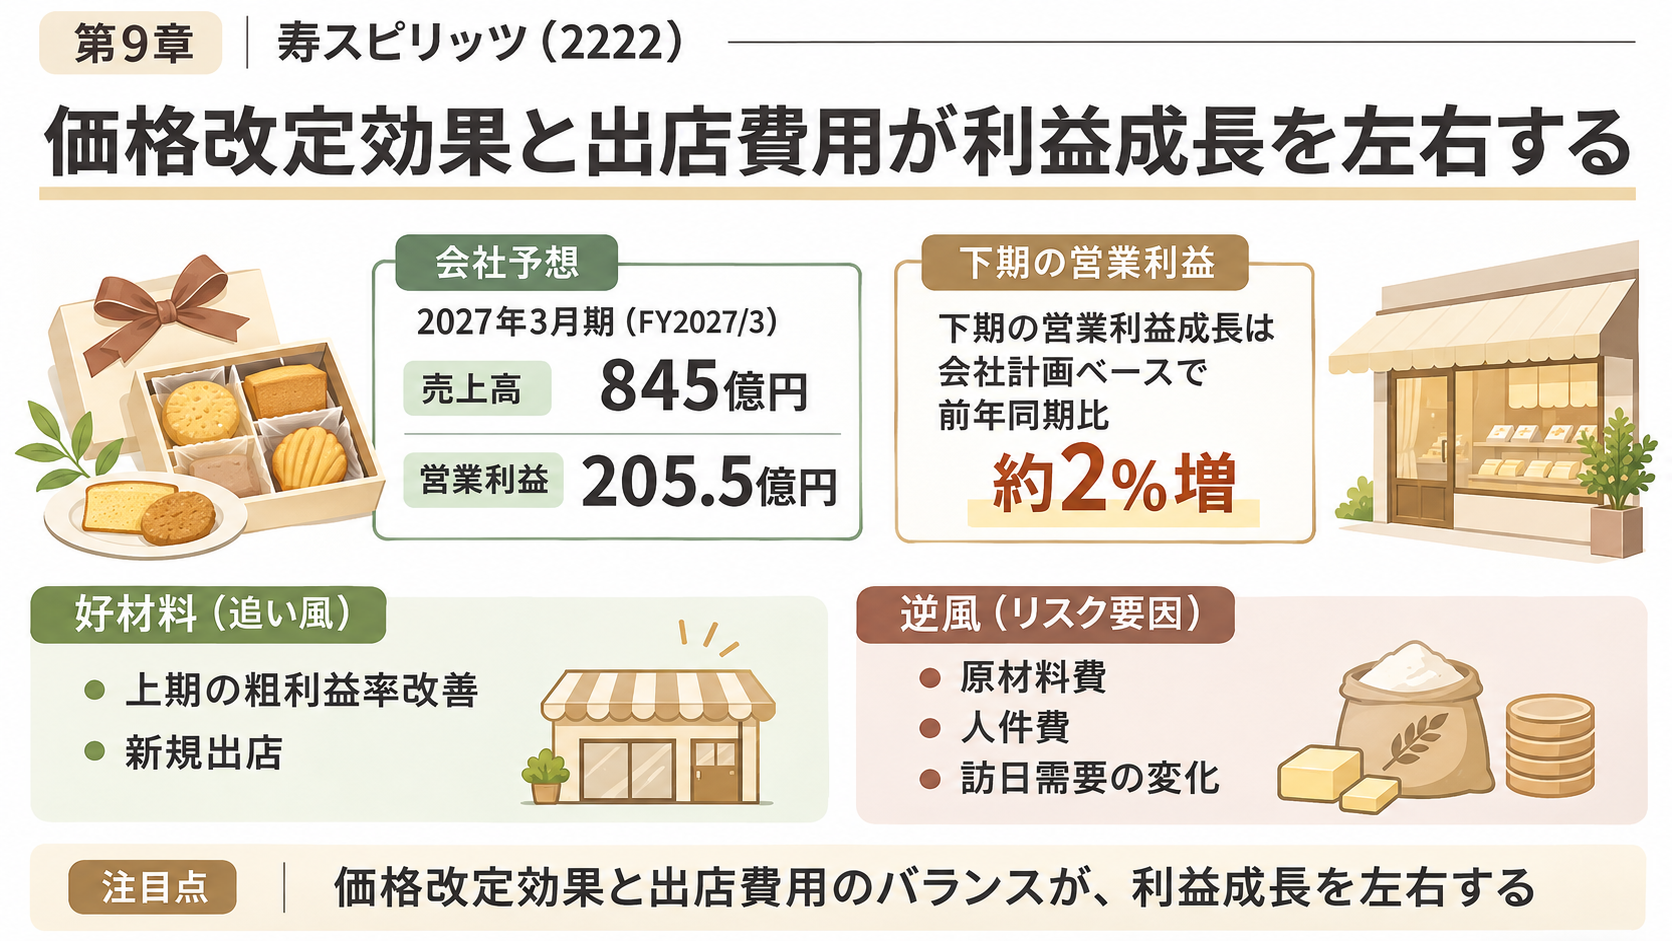 第9章
寿スピリッツ（2222）
価格改定効果と出店費用が利益成長を左右する
会社予想
2027年3月期（FY2027/3）
売上高 845億円
営業利益 205.5億円
下期の営業利益
下期の営業利益成長は
会社計画ベースで
前年同期比
約2%増
好材料（追い風）
上期の粗利益率改善
新規出店
逆風（リスク要因）
原材料費
人件費
訪日需要の変化
注目点
価格改定効果と出店費用のバランスが、利益成長を左右する